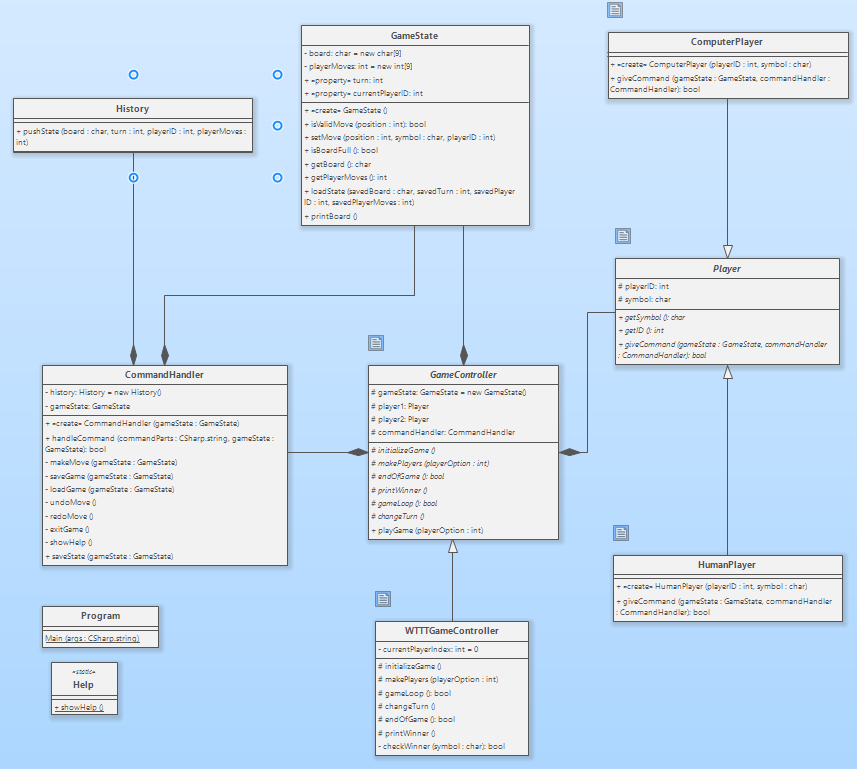 GameState
- board: char = new char[9]
- playerMoves: int = new int[9]
+ «property» turn: int
+ «property» currentPlayerID: int
+ «create» GameState ()
+ isValidMove (position : int): bool
+ setMove (position : int, symbol : char, playerID : int)
+ isBoardFull (): bool
+ getBoard (): char
+ getPlayerMoves (): int
+ loadState (savedBoard : char, savedTurn : int, savedPlayer
ID : int, savedPlayerMoves : int)
+ printBoard ()
ComputerPlayer
+ «create» ComputerPlayer (playerID : int, symbol : char)
+ giveCommand (gameState : GameState, commandHandler :
CommandHandler): bool
History
+ pushState (board : char, turn : int, playerID : int, playerMoves :
int)
Player
# playerID: int
# symbol: char
+ getSymbol (): char
+ getID (): int
+ giveCommand (gameState : GameState, commandHandler
: CommandHandler): bool
CommandHandler
- history: History = new History()
- gameState: GameState
+ «create» CommandHandler (gameState : GameState)
+ handleCommand (commandParts : CSharp.string, gameState :
GameState): bool
- makeMove (gameState : GameState)
- saveGame (gameState : GameState)
- loadGame (gameState : GameState)
- undoMove ()
- redoMove ()
- exitGame ()
- showHelp ()
+ saveState (gameState : GameState)
GameController
# gameState: GameState = new GameState()
# player1: Player
# player2: Player
# commandHandler: CommandHandler
# initializeGame ()
# makePlayers (playerOption : int)
# endOfGame (): bool
# printWinner ()
# gameLoop (): bool
# changeTurn ()
+ playGame (playerOption : int)
HumanPlayer
+ «create» HumanPlayer (playerID : int, symbol : char)
+ giveCommand (gameState : GameState, commandHandler
: CommandHandler): bool
Program
Main (args : CSharp.string)
«static»
Help
+ showHelp ()
WTTTGameController
- currentPlayerIndex: int = 0
# initializeGame ()
# makePlayers (playerOption : int)
# gameLoop (): bool
# changeTurn ()
# endOfGame (): bool
# printWinner ()
- checkWinner (symbol : char): bool